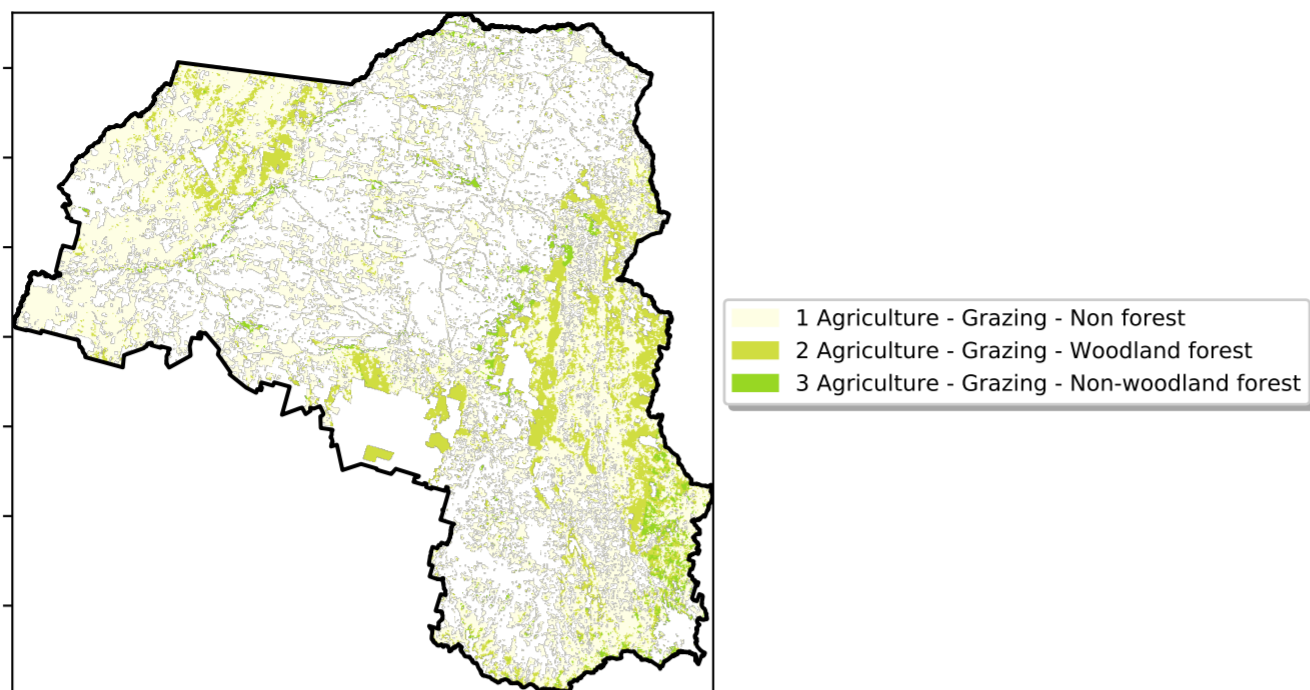 1 Agriculture - Grazing - Non forest
2 Agriculture - Grazing - Woodland forest
3 Agriculture - Grazing - Non-woodland forest